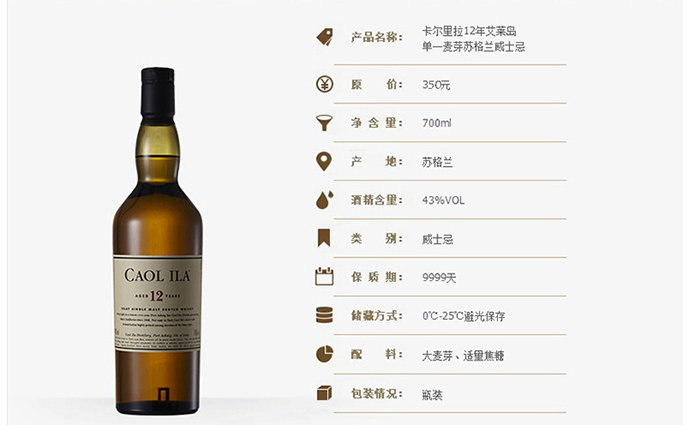 产品名称：
卡尔里拉12年艾莱岛
单一麦芽苏格兰威士忌
原 价：
350元
净 含 量：
700ml
产 地：
苏格兰
酒精含量：
43%VOL
类 别：
威士忌
保 质 期：
9999天
储藏方式：
0℃-25℃避光保存
配 料：
大麦芽、适量焦糖
包装情况：
瓶装
CAOL ILA
AGED 12 YEARS
ISLAY SINGLE MALT SCOTCH WHISKY